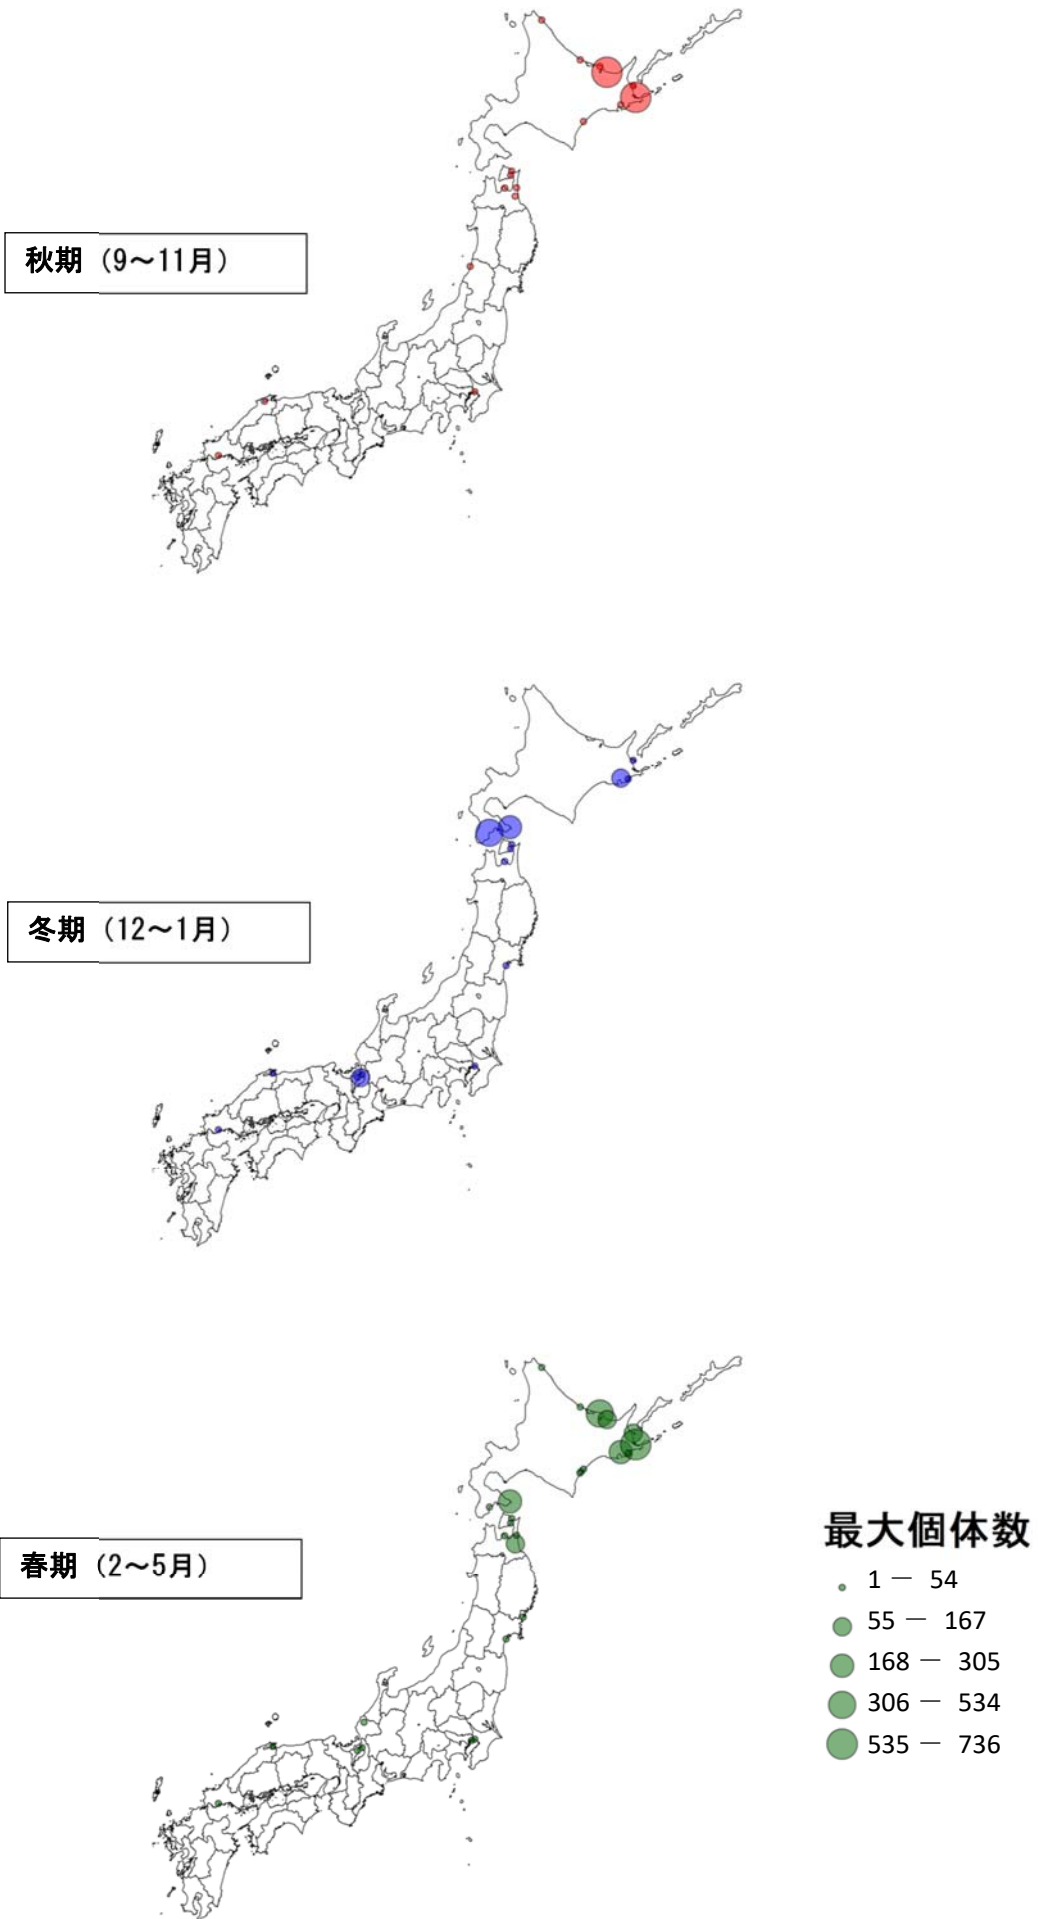 秋期（9～11月）
冬期（12～1月）
春期（2～5月）
最大個体数
1 － 54
55 － 167
168 － 305
306 － 534
535 － 736